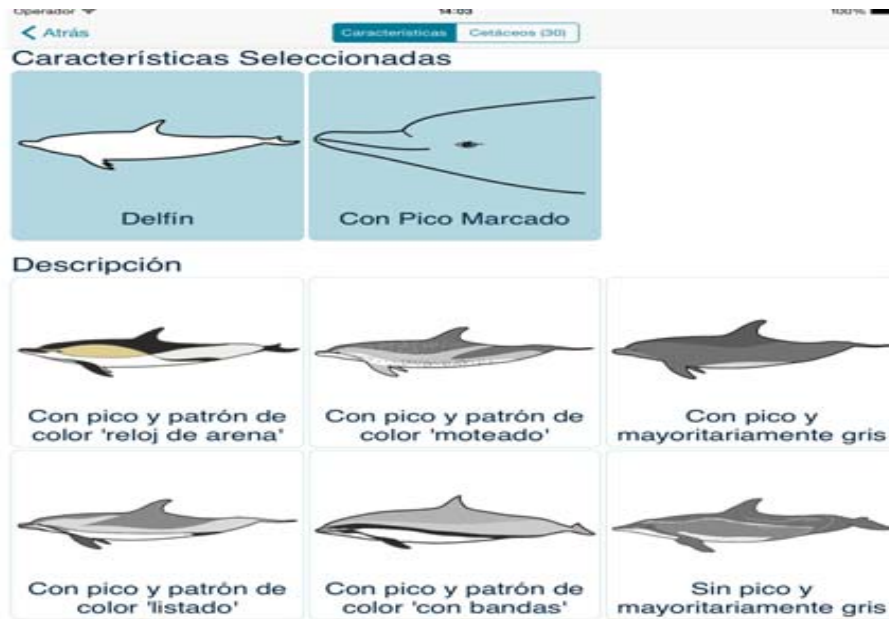 Operador
14:03
100%
Atrás
Características
Cetáceos (30)
Características Seleccionadas
Delfín
Con Pico Marcado
Descripción
Con pico y patrón de
color 'reloj de arena'
Con pico y patrón de
color 'moteado'
Con pico y
mayoritariamente gris
Con pico y patrón de
color 'listado'
Con pico y patrón de
color 'con bandas'
Sin pico y
mayoritariamente gris